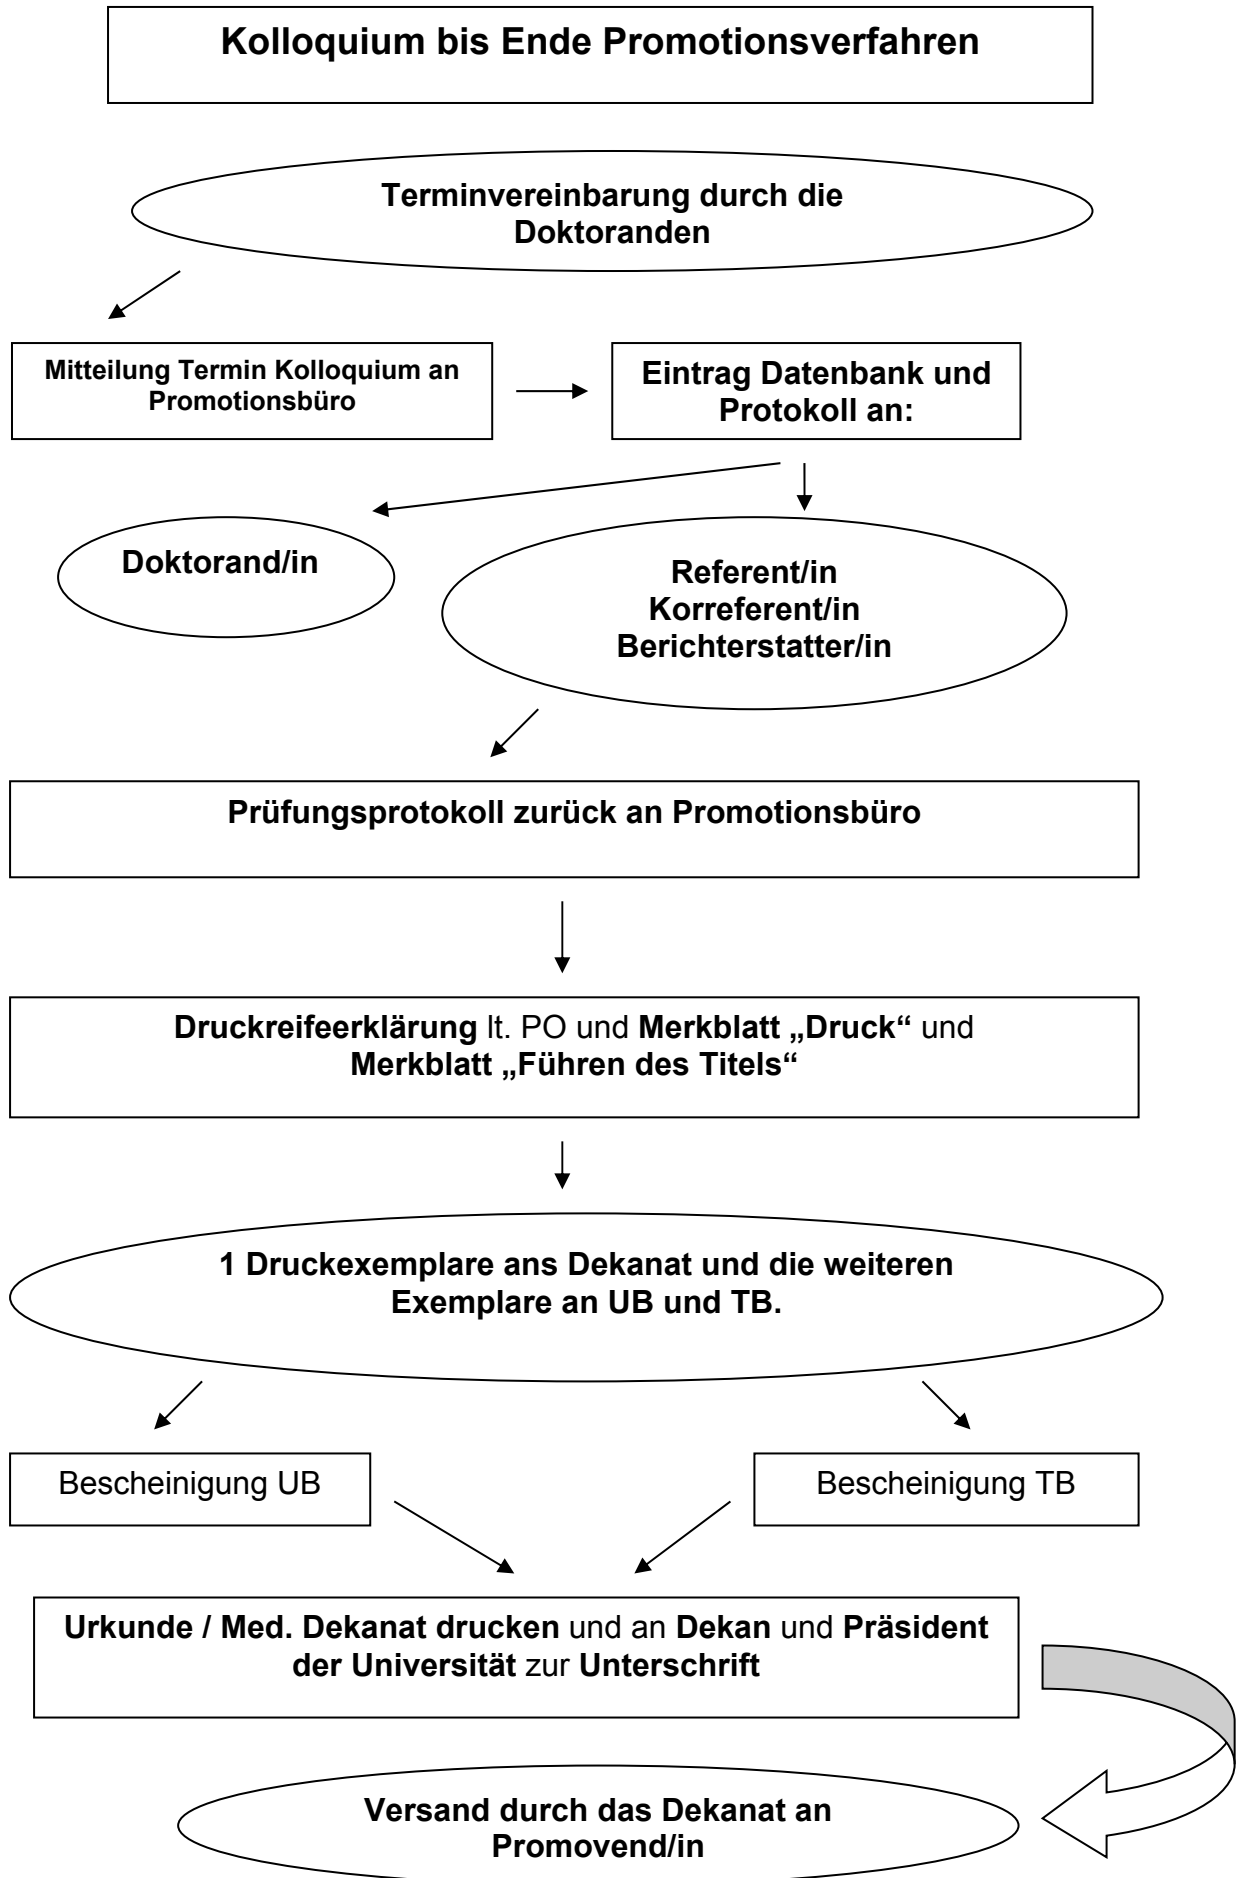 Kolloquium bis Ende Promotionsverfahren
Terminvereinbarung durch die
Doktoranden
Mitteilung Termin Kolloquium an
Promotionsbüro
Eintrag Datenbank und
Protokoll an:
Doktorand/in
Referent/in
Korreferent/in
Berichterstatter/in
Prüfungsprotokoll zurück an Promotionsbüro
Druckreifeerklärung lt. PO und Merkblatt „Druck“ und
Merkblatt „Führen des Titels“
1 Druckexemplare ans Dekanat und die weiteren
Exemplare an UB und TB.
Bescheinigung UB
Bescheinigung TB
Urkunde / Med. Dekanat drucken und an Dekan und Präsident
der Universität zur Unterschrift
Versand durch das Dekanat an
Promovend/in